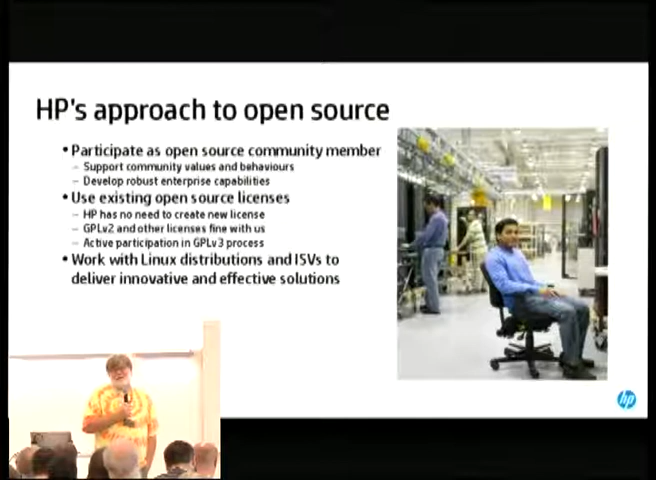 HP's approach to open source
• Participate as open source community member
– Support community values and behaviours
– Develop robust enterprise capabilities
• Use existing open source licenses
– HP has no need to create new license
– GPLv2 and other licenses fine with us
– Active participation in GPLv3 process
• Work with Linux distributions and ISVs to
deliver innovative and effective solutions
hp